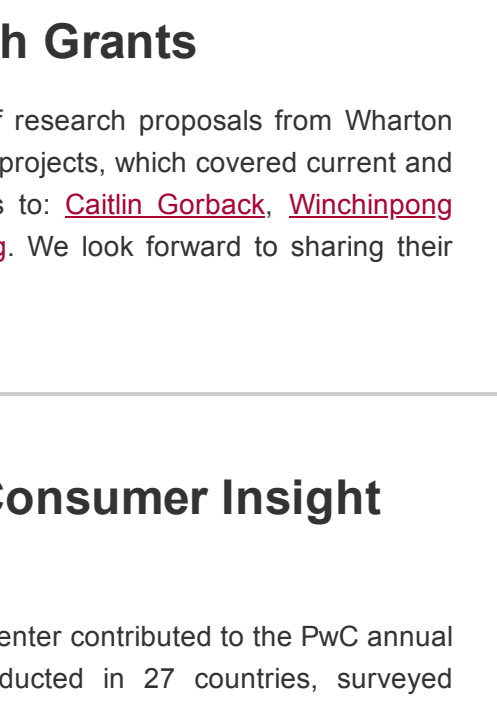 h Grants
f research proposals from Wharton
projects, which covered current and
s to: Caitlin Gorback, Winchinpong
g. We look forward to sharing their
Consumer Insight
enter contributed to the PwC annual
ducted in 27 countries, surveyed